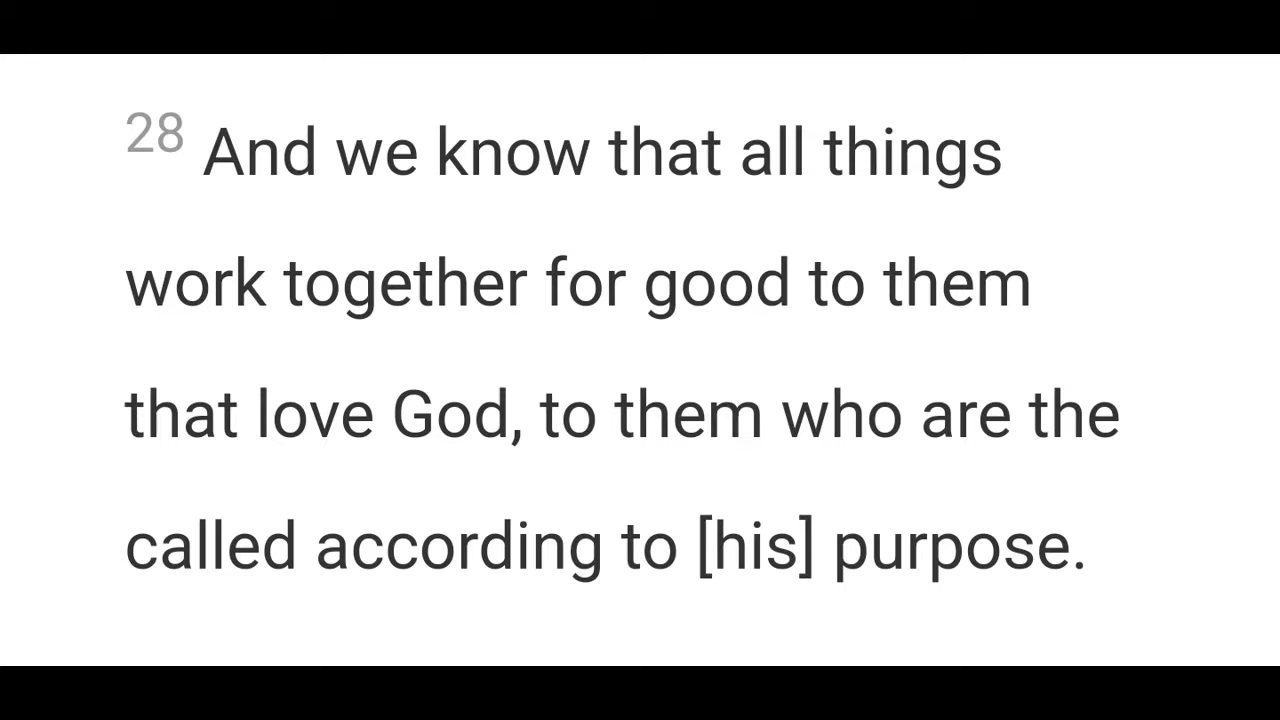 28 And we know that all things
work together for good to them
that love God, to them who are the
called according to [his] purpose.